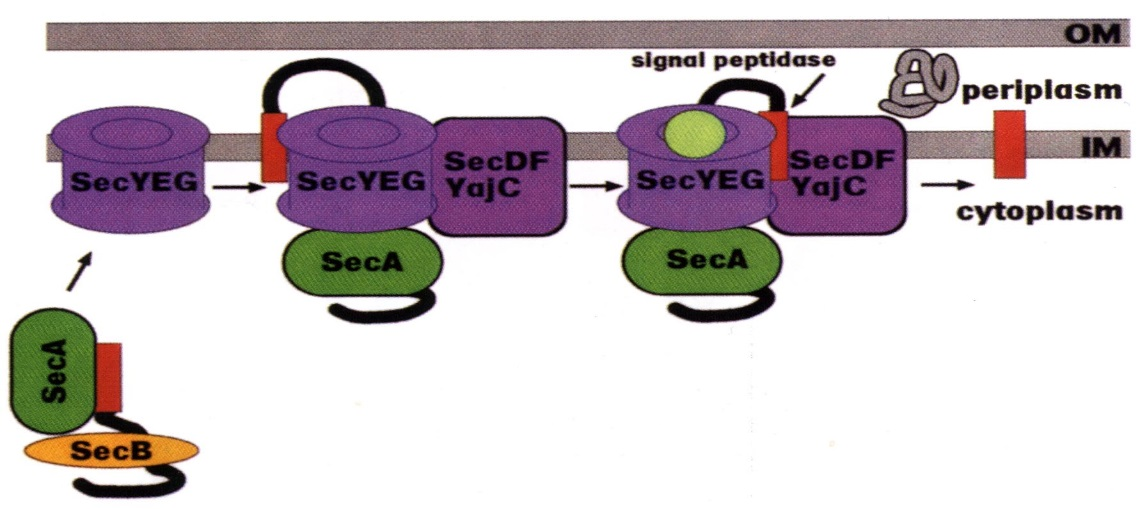 OM
signal peptidase
periplasm
IM
SecYEG
SecYEG
SecDF
YajC
SecYEG
SecDF
YajC
cytoplasm
SecA
SecA
SecA
SecB